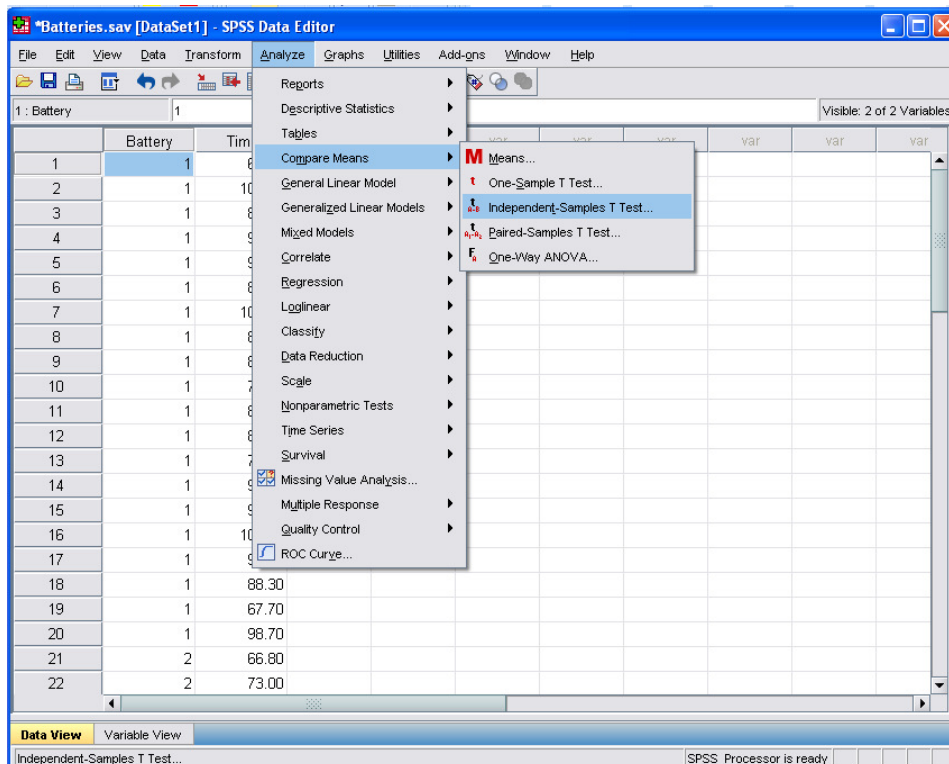 *Batteries.sav [DataSet1] - SPSS Data Editor
File Edit View Data Transform Analyze Graphs Utilities Add-ons Window Help
1 : Battery 1 Visible: 2 of 2 Variables
Battery Tim var var var var var var
Reports
Descriptive Statistics
Tables
Compare Means
General Linear Model
Generalized Linear Models
Mixed Models
Correlate
Regression
Loglinear
Classify
Data Reduction
Scale
Nonparametric Tests
Time Series
Survival
Missing Value Analysis...
Multiple Response
Quality Control
ROC Curve...
M Means...
t One-Sample T Test...
Independent-Samples T Test...
Paired-Samples T Test...
One-Way ANOVA...
1 1
2 1 10
3 1
4 1
5 1
6 1
7 1 10
8 1
9 1
10 1
11 1
12 1
13 1
14 1
15 1
16 1 10
17 1
18 1 88.30
19 1 67.70
20 1 98.70
21 2 66.80
22 2 73.00
Data View Variable View
Independent-Samples T Test... SPSS Processor is ready